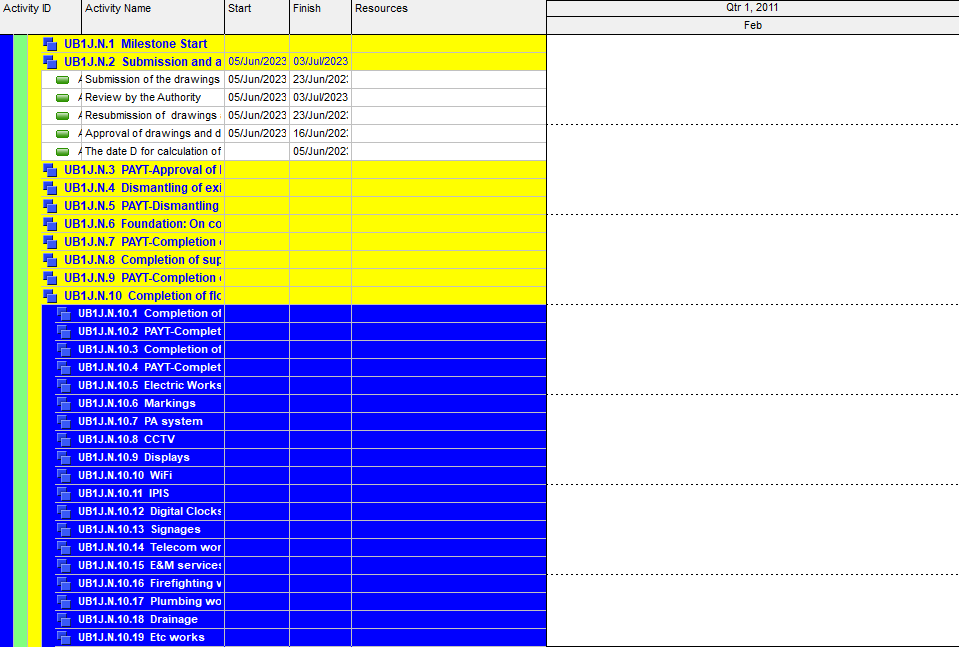 Activity ID Activity Name Start Finish Resources Qtr 1, 2011
Feb
UB1J.N.1 Milestone Start
UB1J.N.2 Submission and a 05/Jun/2023 03/Jul/2023
Submission of the drawings 05/Jun/2023 23/Jun/202
Review by the Authority 05/Jun/2023 03/Jul/2023
Resubmission of drawings 05/Jun/2023 23/Jun/202
Approval of drawings and d 05/Jun/2023 16/Jun/202
The date D for calculation of 05/Jun/202
UB1J.N.3 PAYT-Approval of
UB1J.N.4 Dismantling of exi
UB1J.N.5 PAYT-Dismantling
UB1J.N.6 Foundation: On co
UB1J.N.7 PAYT-Completion
UB1J.N.8 Completion of sup
UB1J.N.9 PAYT-Completion
UB1J.N.10 Completion of flo
UB1J.N.10.1 Completion of
UB1J.N.10.2 PAYT-Complet
UB1J.N.10.3 Completion of
UB1J.N.10.4 PAYT-Complet
UB1J.N.10.5 Electric Works
UB1J.N.10.6 Markings
UB1J.N.10.7 PA system
UB1J.N.10.8 CCTV
UB1J.N.10.9 Displays
UB1J.N.10.10 WiFi
UB1J.N.10.11 IPIS
UB1J.N.10.12 Digital Clocks
UB1J.N.10.13 Signages
UB1J.N.10.14 Telecom wor
UB1J.N.10.15 E&M services
UB1J.N.10.16 Firefighting w
UB1J.N.10.17 Plumbing wo
UB1J.N.10.18 Drainage
UB1J.N.10.19 Etc works